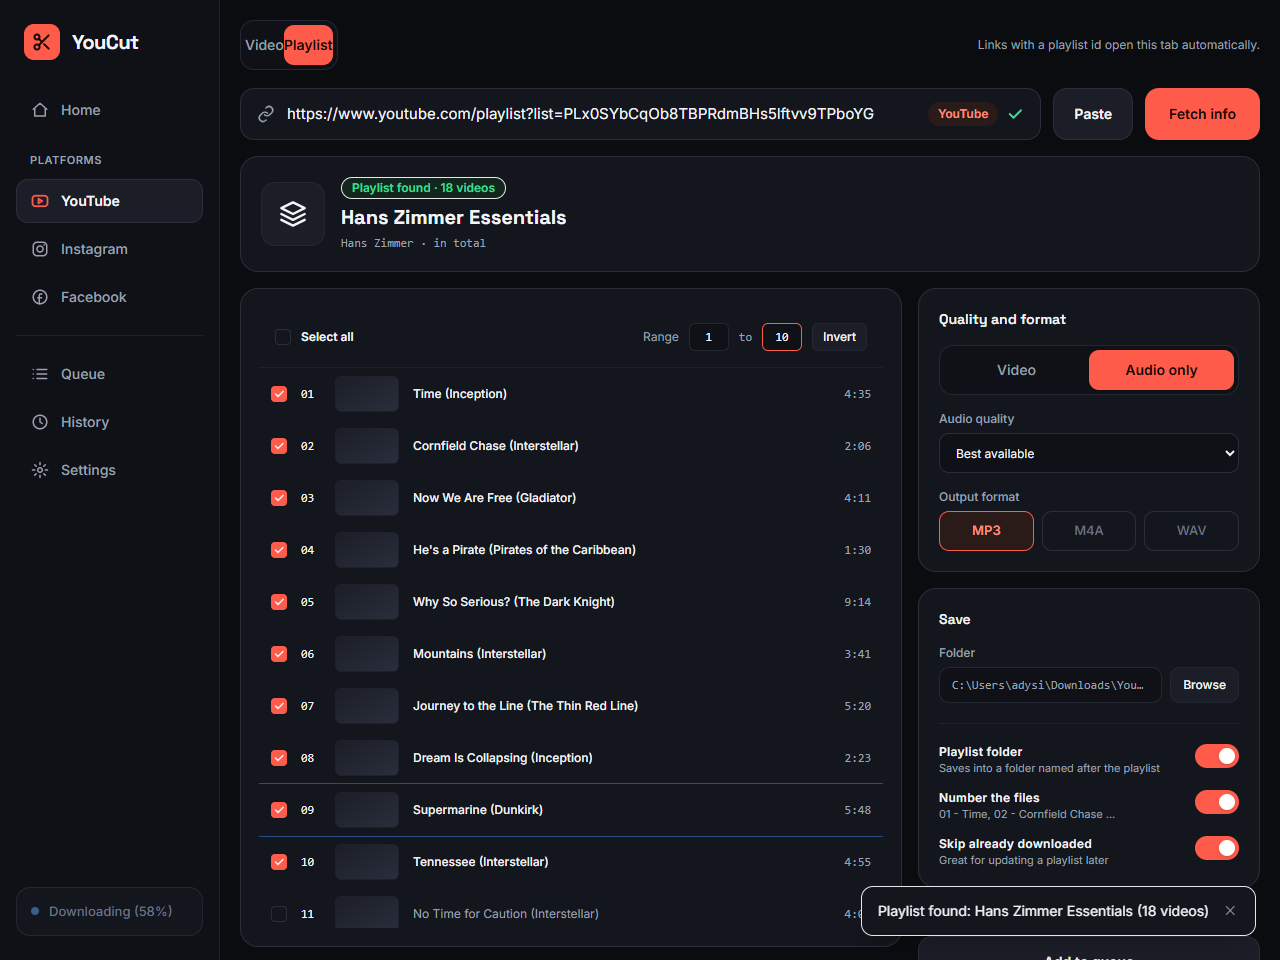 YouCut
Home
PLATFORMS
YouTube
Instagram
Facebook
Queue
History
Settings
Downloading (58%)
Video Playlist
Links with a playlist id open this tab automatically.
https://www.youtube.com/playlist?list=PLx0SYbCqOb8TBPRdmBHs5lftvv9TPboYG YouTube
Paste
Fetch info
Playlist found · 18 videos
Hans Zimmer Essentials
Hans Zimmer · in total
Select all Range 1 to 10 Invert
01 Time (Inception) 4:35
02 Cornfield Chase (Interstellar) 2:06
03 Now We Are Free (Gladiator) 4:11
04 He's a Pirate (Pirates of the Caribbean) 1:30
05 Why So Serious? (The Dark Knight) 9:14
06 Mountains (Interstellar) 3:41
07 Journey to the Line (The Thin Red Line) 5:20
08 Dream Is Collapsing (Inception) 2:23
09 Supermarine (Dunkirk) 5:48
10 Tennessee (Interstellar) 4:55
11 No Time for Caution (Interstellar)
Quality and format
Video Audio only
Audio quality
Best available
Output format
MP3 M4A WAV
Save
Folder
C:\Users\adysi\Downloads\You… Browse
Playlist folder
Saves into a folder named after the playlist
Number the files
01 - Time, 02 - Cornfield Chase ...
Skip already downloaded
Great for updating a playlist later
Playlist found: Hans Zimmer Essentials (18 videos)